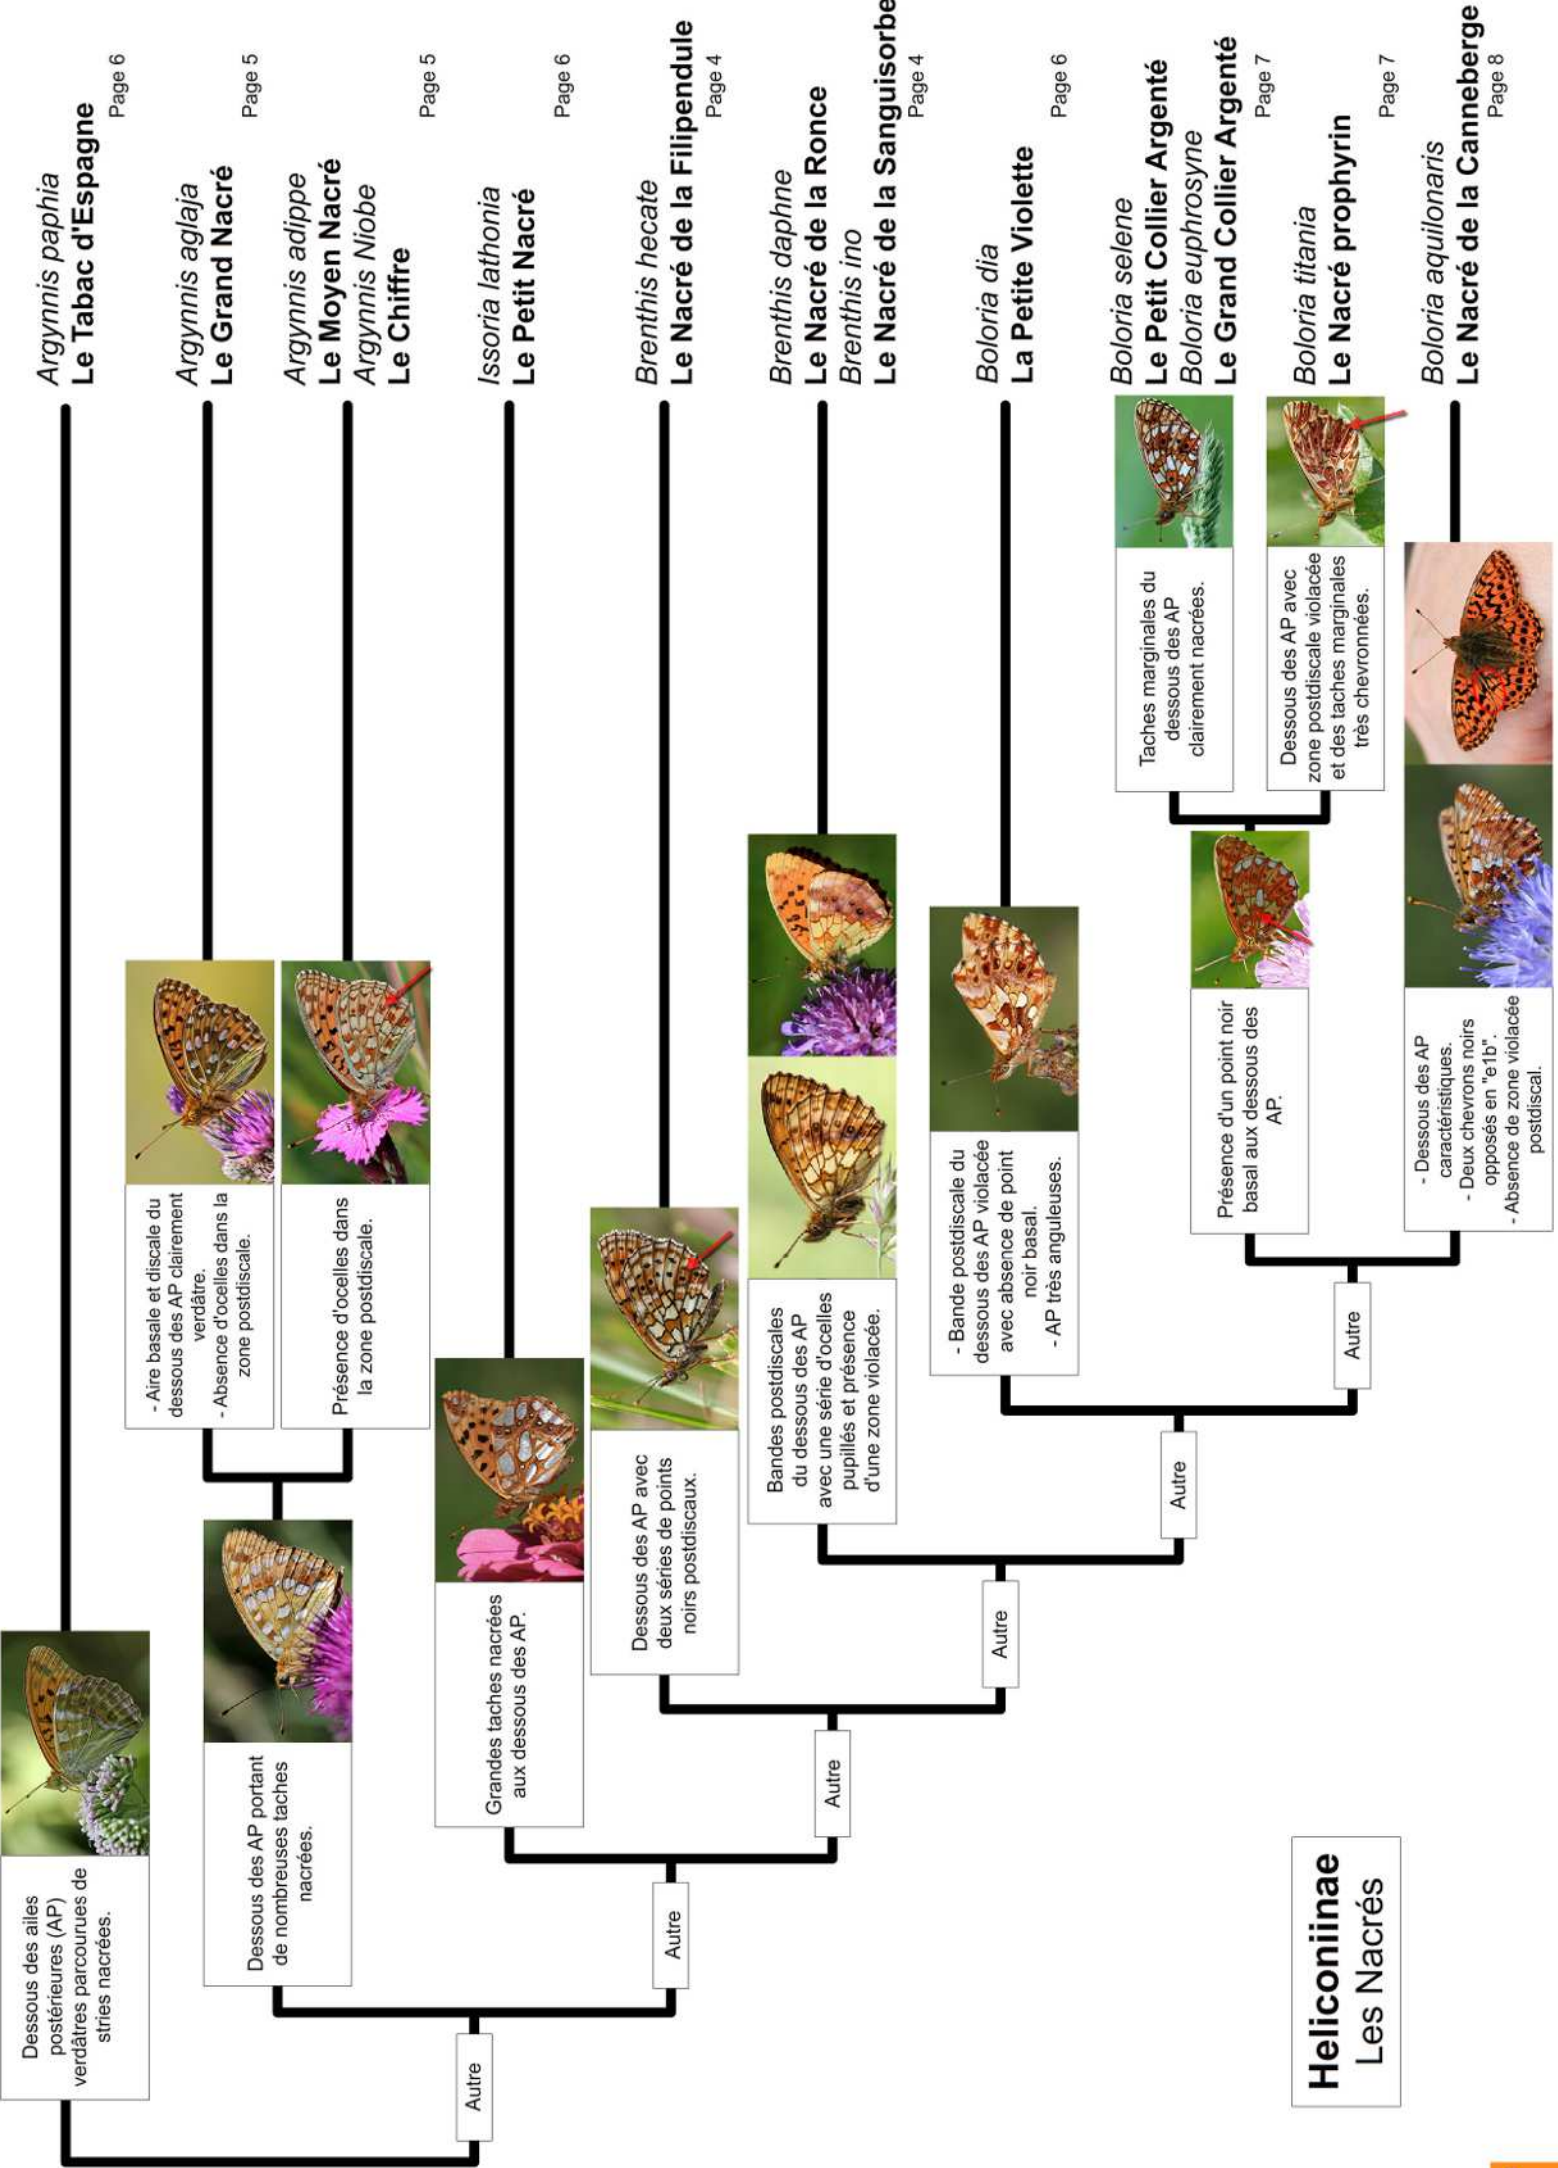 Heliconiinae
Les Nacrés
Dessous des ailes
postérieures (AP)
verdâtres parcourues de
stries nacrées.
Argynnis paphia
Le Tabac d'Espagne
Page 6
Autre
Dessous des AP portant
de nombreuses taches
nacrées.
- Aire basale et discale du
dessous des AP clairement
verdâtre.
- Absence d'ocelles dans la
zone postdiscale.
Argynnis aglaja
Le Grand Nacré
Page 5
Présence d'ocelles dans
la zone postdiscale.
Argynnis adippe
Le Moyen Nacré
Argynnis Niobe
Le Chiffre
Page 5
Autre
Grandes taches nacrées
aux dessous des AP.
Issoria lathonia
Le Petit Nacré
Page 6
Autre
Dessous des AP avec
deux séries de points
noirs postdiscaux.
Brenthis hecate
Le Nacré de la Filipendule
Page 4
Autre
Bandes postdiscales
du dessous des AP
avec une série d'ocelles
pupillés et présence
d'une zone violacée.
Brenthis daphne
Le Nacré de la Ronce
Brenthis ino
Le Nacré de la Sanguisorbe
Page 4
Autre
- Bande postdiscale du
dessous des AP violacée
avec absence de point
noir basal.
- AP très anguleuses.
Boloria dia
La Petite Violette
Page 6
Autre
Présence d'un point noir
basal aux dessous des
AP.
Taches marginales du
dessous des AP
clairement nacrées.
Boloria selene
Le Petit Collier Argenté
Boloria euphrosyne
Le Grand Collier Argenté
Page 7
Dessous des AP avec
zone postdiscale violacée
et des taches marginales
très chevronnées.
Boloria titania
Le Nacré prophyrin
Page 7
- Dessous des AP
caractéristiques.
- Deux chevrons noirs
opposés en "e1b".
- Absence de zone violacée
postdiscal.
Boloria aquilonaris
Le Nacré de la Canneberge
Page 8